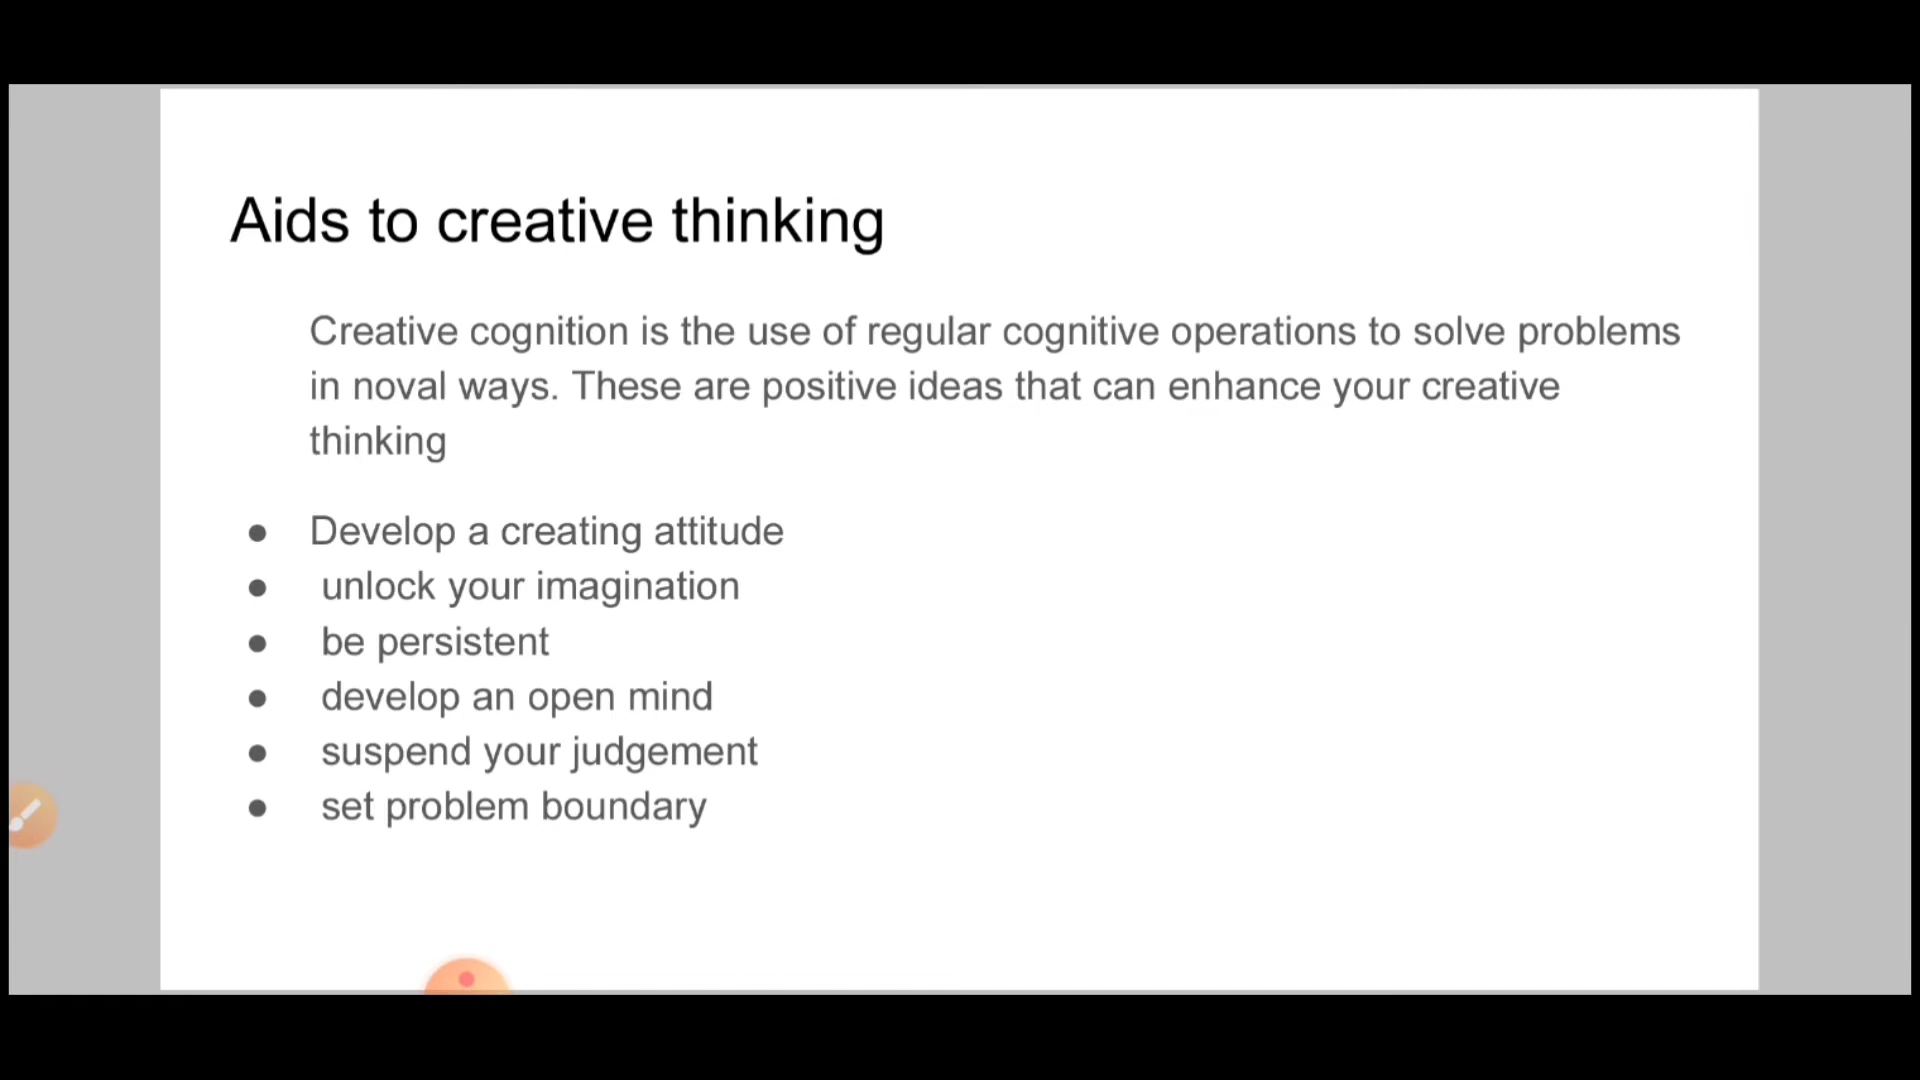 Aids to creative thinking
Creative cognition is the use of regular cognitive operations to solve problems
in noval ways. These are positive ideas that can enhance your creative
thinking
● Develop a creating attitude
● unlock your imagination
● be persistent
● develop an open mind
● suspend your judgement
● set problem boundary